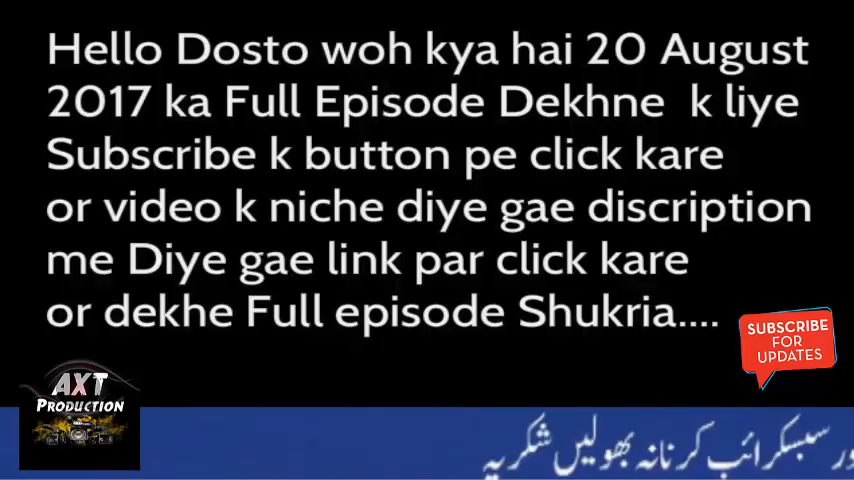 Hello Dosto woh kya hai 20 August
2017 ka Full Episode Dekhne k liye
Subscribe k button pe click kare
or video k niche diye gae discription
me Diye gae link par click kare
or dekhe Full episode Shukria....
SUBSCRIBE
FOR
UPDATES
AXT
PRODUCTION
سبسکرائب کرنا نہ بھولیں شکریہ